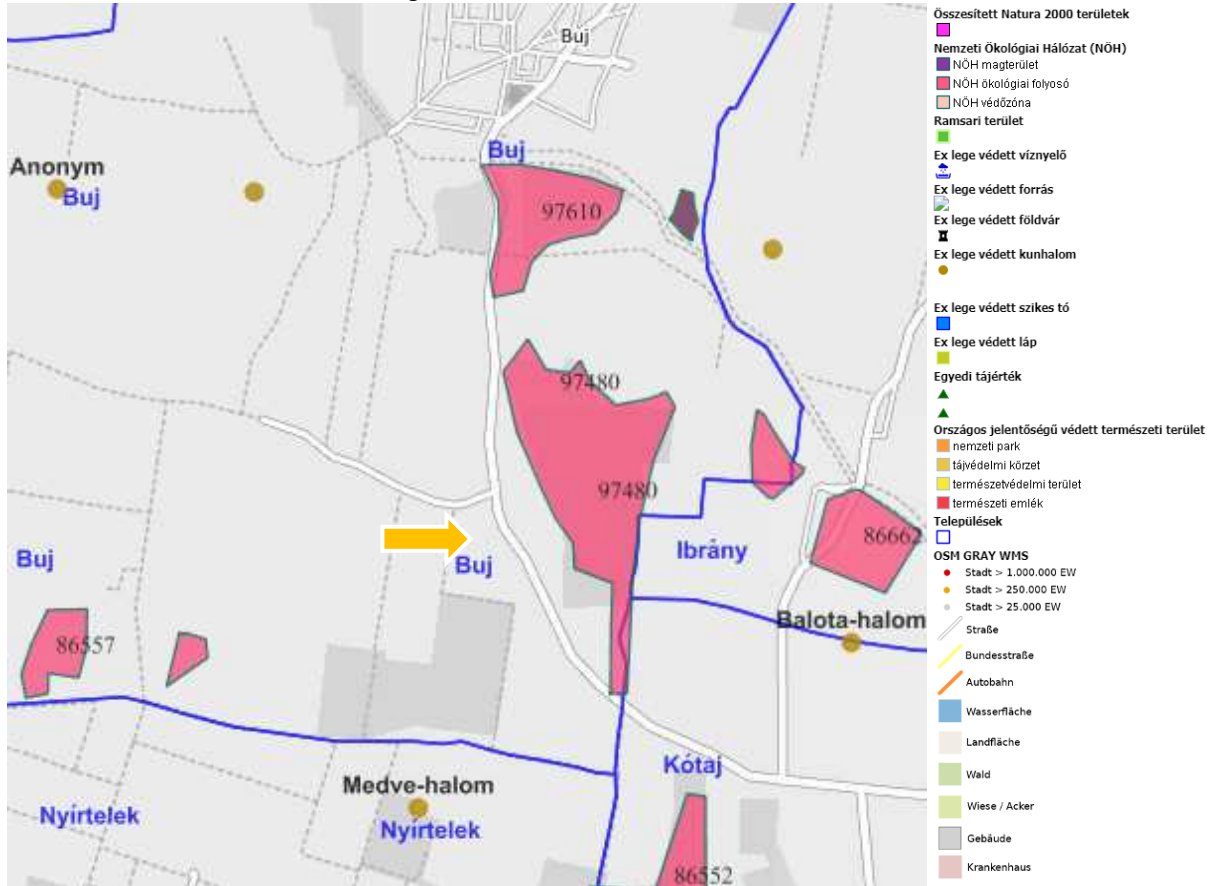 Buj
Buj
Anonym
Buj
97610
97480
97480
Ibrány
86662
Buj
Buj
Balota-halom
86557
Kótaj
Medve-halom
Nyírtelek
Nyírtelek
86552
Összesített Natura 2000 területek
Nemzeti Ökológiai Hálózat (NÖH)
NÖH magterület
NÖH ökológiai folyosó
NÖH védőzóna
Ramsari terület
Ex lege védett víznyelő
Ex lege védett forrás
Ex lege védett földvár
Ex lege védett kunhalom
Ex lege védett szikes tó
Ex lege védett láp
Egyedi tájérték
Országos jelentőségű védett természeti terület
nemzeti park
tájvédelmi körzet
természetvédelmi terület
természeti emlék
Települések
OSM GRAY WMS
Stadt > 1.000.000 EW
Stadt > 250.000 EW
Stadt > 25.000 EW
Straße
Bundesstraße
Autobahn
Wasserfläche
Landfläche
Wald
Wiese / Acker
Gebäude
Krankenhaus